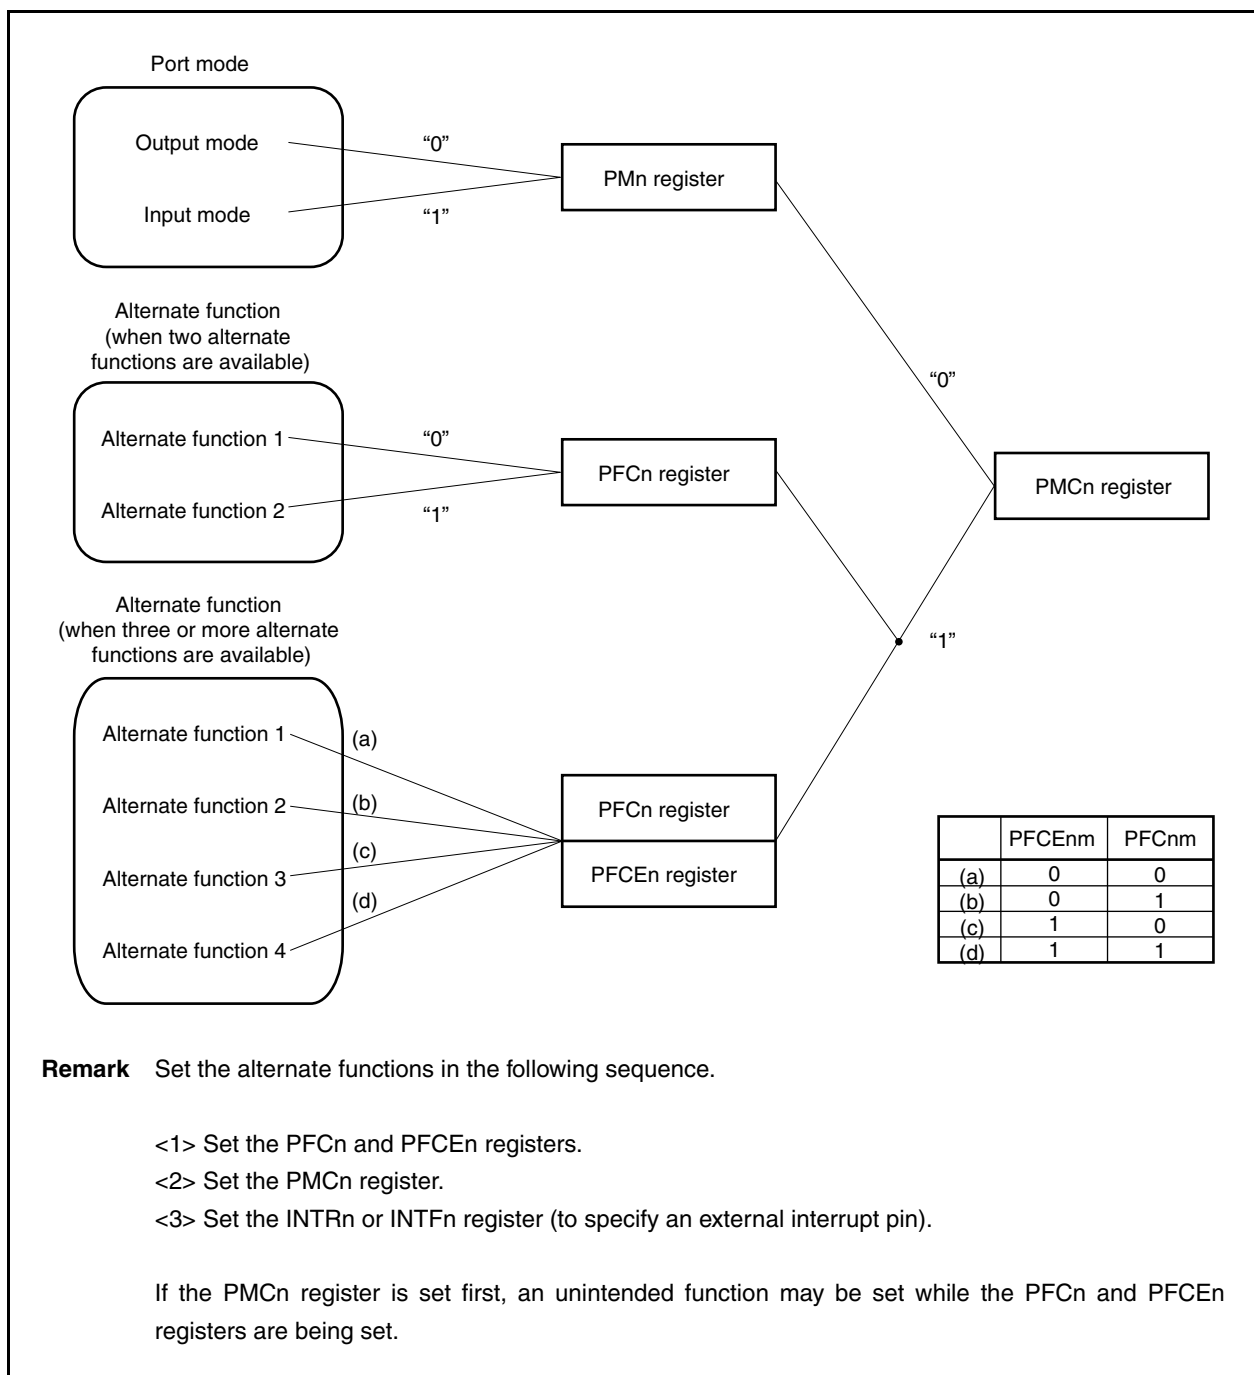 Port mode
Output mode
“0”
Input mode
“1”
PMn register
Alternate function
(when two alternate
functions are available)
Alternate function 1
“0”
Alternate function 2
“1”
PFCn register
“0”
PMCn register
Alternate function
(when three or more alternate
functions are available)
“1”
Alternate function 1
(a)
Alternate function 2
(b)
Alternate function 3
(c)
Alternate function 4
(d)
PFCn register
PFCEn register
PFCEnm PFCnm
(a) 0 0
(b) 0 1
(c) 1 0
(d) 1 1
Remark Set the alternate functions in the following sequence.
<1> Set the PFCn and PFCEn registers.
<2> Set the PMCn register.
<3> Set the INTRn or INTFn register (to specify an external interrupt pin).
If the PMCn register is set first, an unintended function may be set while the PFCn and PFCEn
registers are being set.